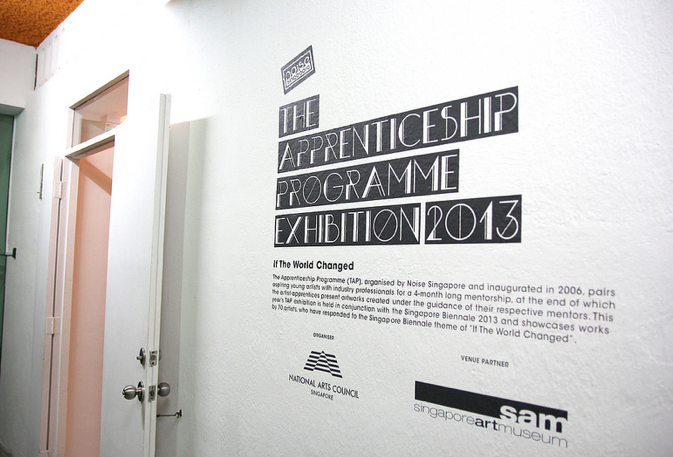 NOISE
SINGAPORE
THE
APPRENTICESHIP
PROGRAMME
EXHIBITION 2013
If The World Changed
The Apprenticeship Programme (TAP), organised by Noise Singapore and inaugurated in 2006, pairs
aspiring young artists with industry professionals for a 4-month long mentorship, at the end of which
the artist-apprentices present artworks created under the guidance of their respective mentors. This
year's TAP exhibition is held in conjunction with the Singapore Biennale 2013 and showcases works
by 70 artists, who have responded to the Singapore Biennale theme of "If The World Changed".
ORGANISER
NATIONAL ARTS COUNCIL
SINGAPORE
VENUE PARTNER
sam
singaporeartmuseum